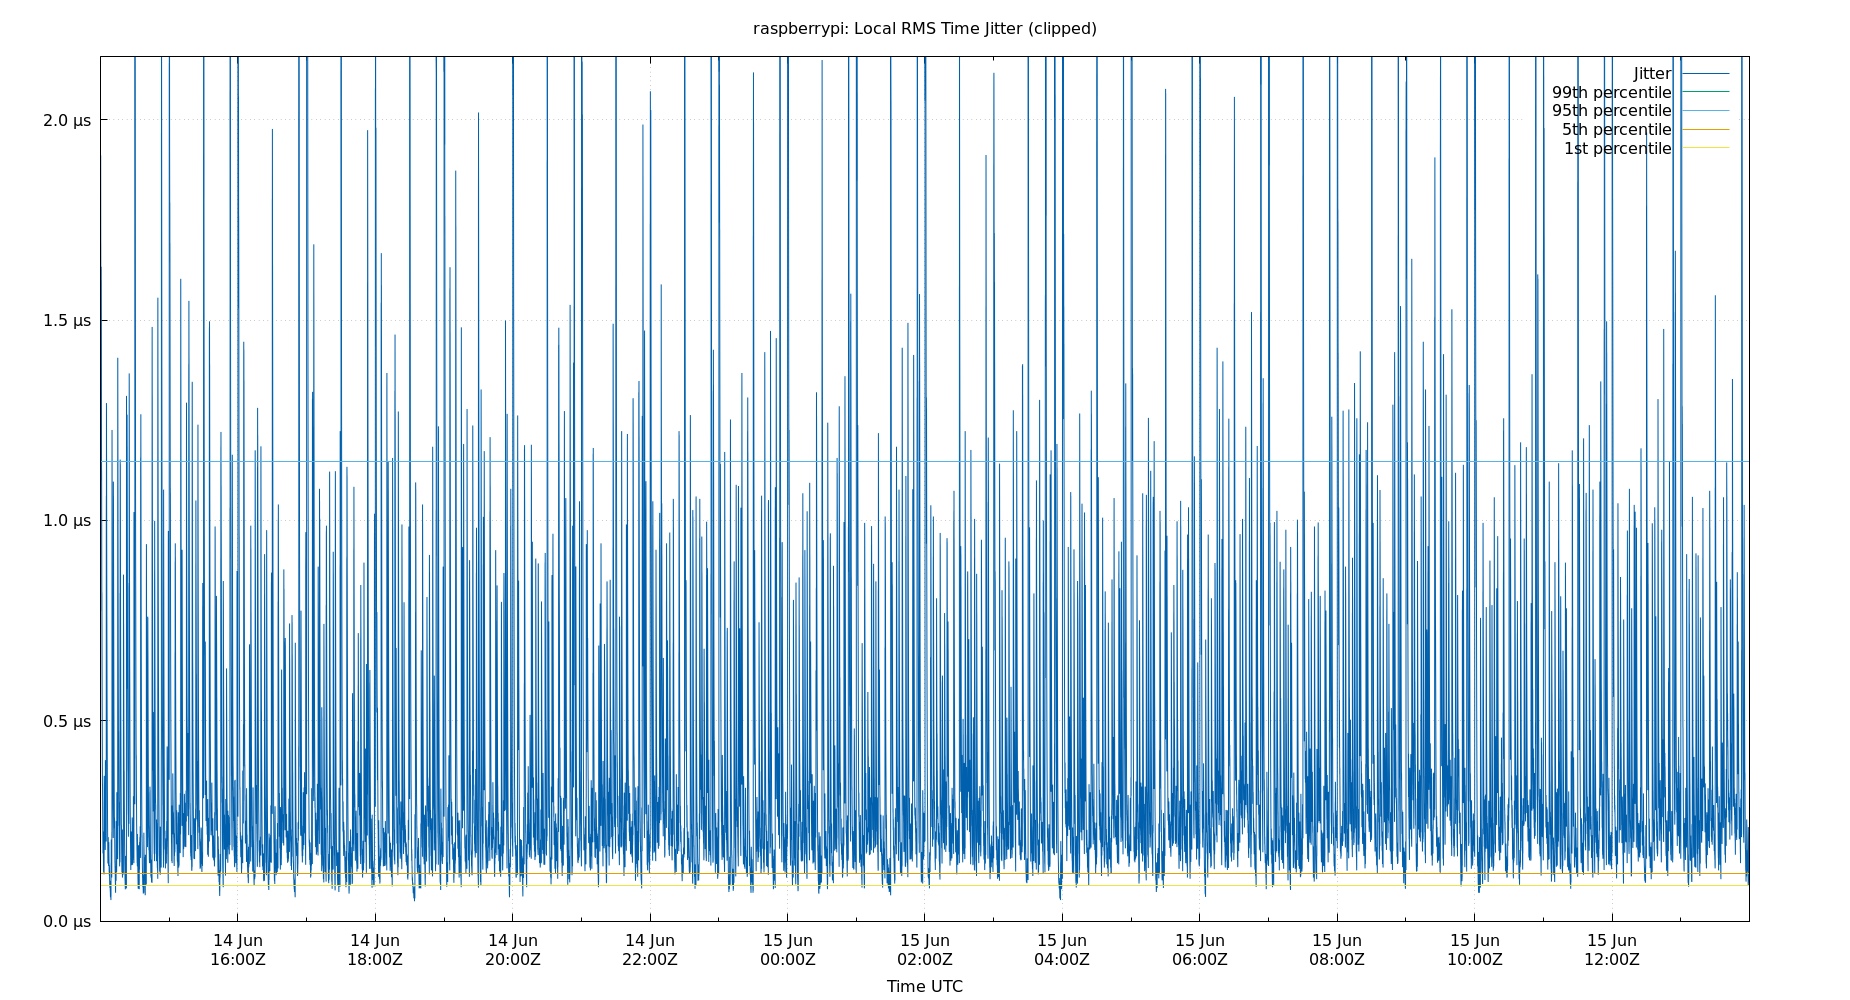 raspberrypi: Local RMS Time Jitter (clipped)
Jitter
99th percentile
95th percentile
5th percentile
1st percentile
2.0 µs
1.5 µs
1.0 µs
0.5 µs
0.0 µs
14 Jun 14 Jun 14 Jun 14 Jun 15 Jun 15 Jun 15 Jun 15 Jun 15 Jun 15 Jun 15 Jun
16:00Z 18:00Z 20:00Z 22:00Z 00:00Z 02:00Z 04:00Z 06:00Z 08:00Z 10:00Z 12:00Z
Time UTC